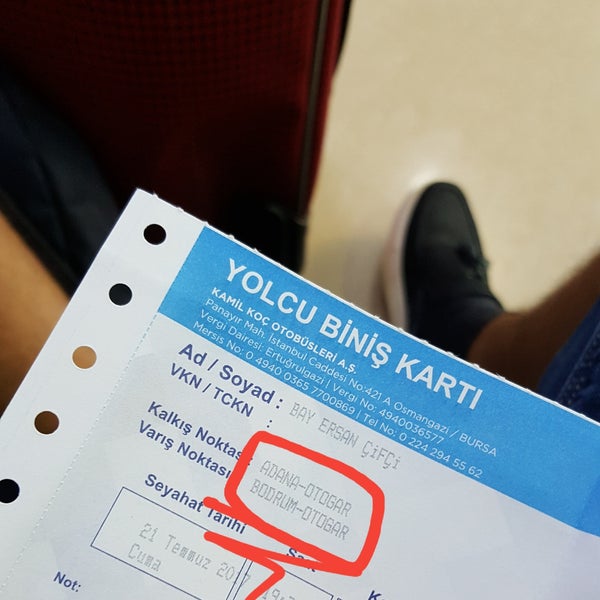 YOLCU BİNİŞ KARTI
KAMİL KOÇ OTOBÜSLERİ A.Ş.
Panayır Mah. İstanbul Caddesi No:421 A Osmangazi / BURSA
Vergi Dairesi: Ertuğrulgazi | Vergi No: 4940036577
Mersis No: 0 4940 0365 7700869 | Tel No: 0 224 294 55 62
Ad / Soyad : BAY ERSAN ÇİFÇİ
VKN / TCKN :
Kalkış Noktası: ADANA-OTOGAR
Varış Noktası BODRUM-OTOGAR
Seyahat Tarihi
21 Temmuz
Cuma
Not: